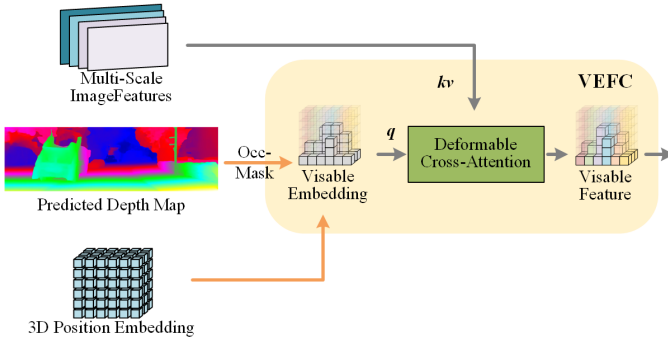 Multi-Scale
ImageFeatures
kv
VEFC
Predicted Depth Map
Occ-
Mask
Visable
Embedding
q
Deformable
Cross-Attention
Visable
Feature
3D Position Embedding